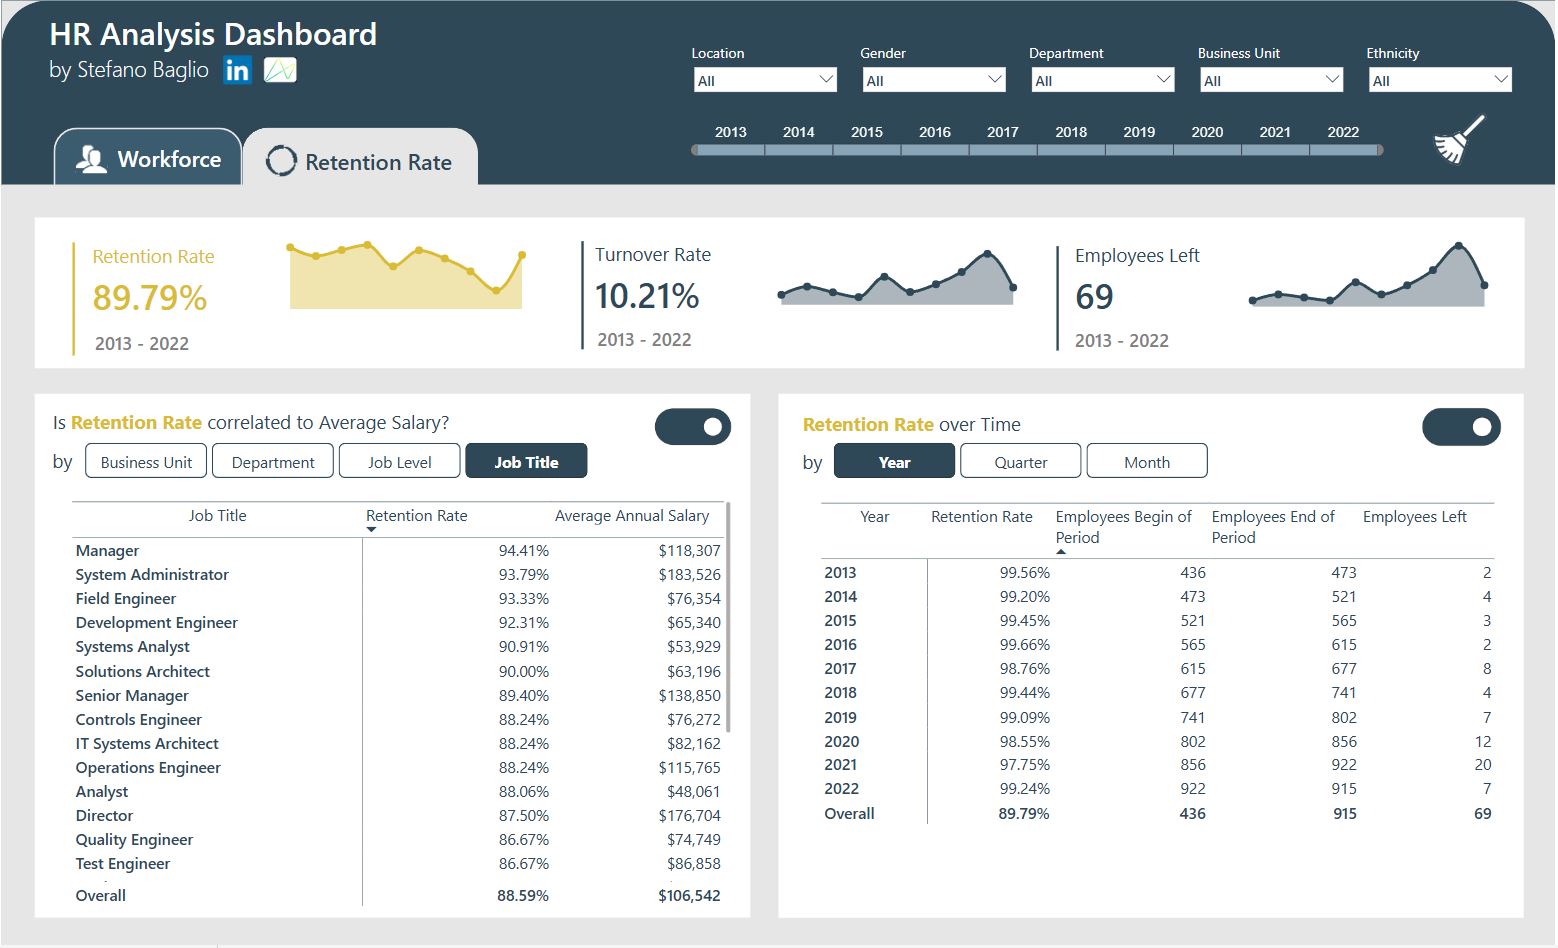 HR Analysis Dashboard
by Stefano Baglio in
Location Gender Department Business Unit Ethnicity
All All All All All
2013 2014 2015 2016 2017 2018 2019 2020 2021 2022
Workforce Retention Rate
Retention Rate
89.79%
2013 - 2022
Turnover Rate
10.21%
2013 - 2022
Employees Left
69
2013 - 2022
Is Retention Rate correlated to Average Salary?
by Business Unit Department Job Level Job Title
Job Title Retention Rate Average Annual Salary
Manager 94.41% $118,307
System Administrator 93.79% $183,526
Field Engineer 93.33% $76,354
Development Engineer 92.31% $65,340
Systems Analyst 90.91% $53,929
Solutions Architect 90.00% $63,196
Senior Manager 89.40% $138,850
Controls Engineer 88.24% $76,272
IT Systems Architect 88.24% $82,162
Operations Engineer 88.24% $115,765
Analyst 88.06% $48,061
Director 87.50% $176,704
Quality Engineer 86.67% $74,749
Test Engineer 86.67% $86,858
Overall 88.59% $106,542
Retention Rate over Time
by Year Quarter Month
Year Retention Rate Employees Begin of Period Employees End of Period Employees Left
2013 99.56% 436 473 2
2014 99.20% 473 521 4
2015 99.45% 521 565 3
2016 99.66% 565 615 2
2017 98.76% 615 677 8
2018 99.44% 677 741 4
2019 99.09% 741 802 7
2020 98.55% 802 856 12
2021 97.75% 856 922 20
2022 99.24% 922 915 7
Overall 89.79% 436 915 69